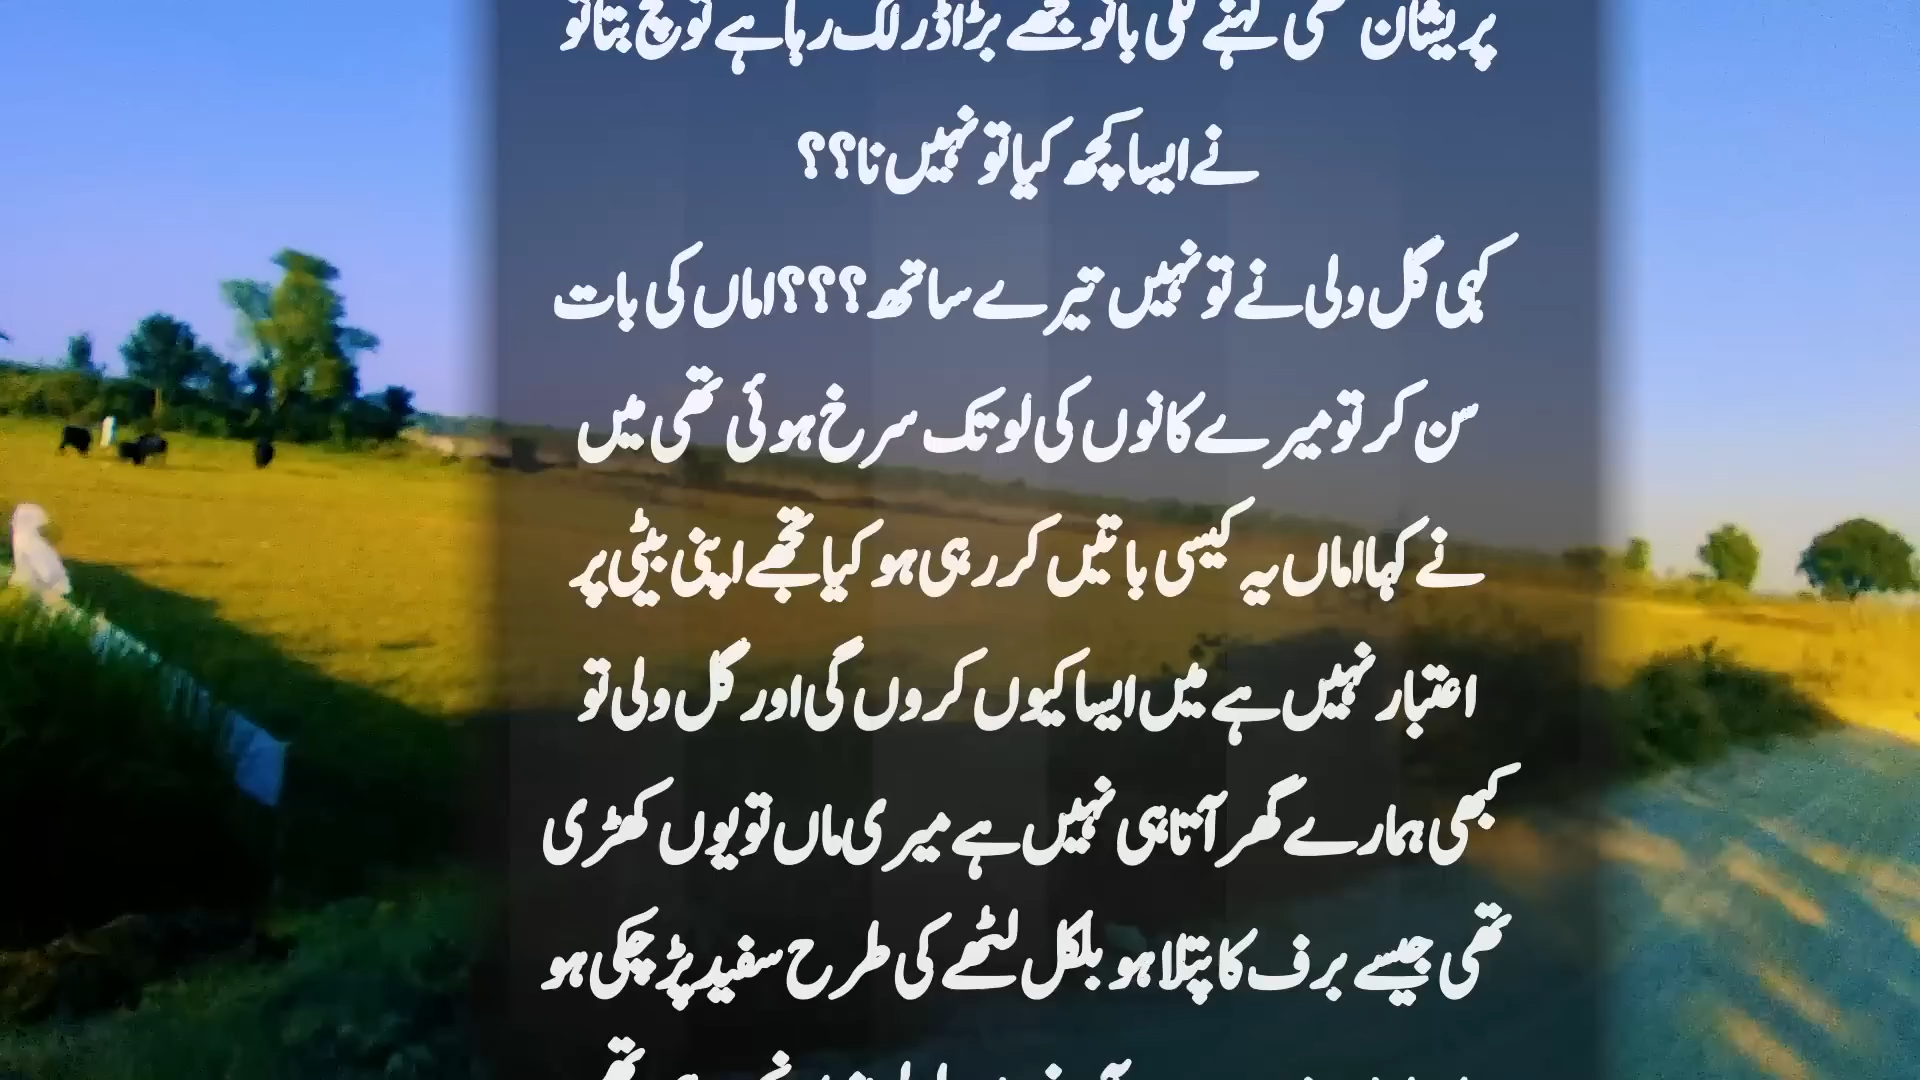 پریشان تھی کہنے لگی بانو مجھے بڑا ڈر لگ رہا ہے تو سچ بتا تو
نے ایسا کچھ کیا تو نہیں نا؟؟
کہی گل ولی نے تو نہیں تیرے ساتھ ؟؟؟اماں کی بات
سن کر تو میرے کانوں کی لو تک سرخ ہوئی تھی میں
نے کہا اماں یہ کیسی باتیں کر رہی ہو کیا تجھے اپنی بیٹی پر
اعتبار نہیں ہے میں ایسا کیوں کروں گی اور گل ولی تو
کبھی ہمارے گھر آتا ہی نہیں ہے میری ماں تو یوں کھڑی
تھی جیسے برف کا پتلا ہو بلکل لٹھے کی طرح سفید پڑ چکی ہو